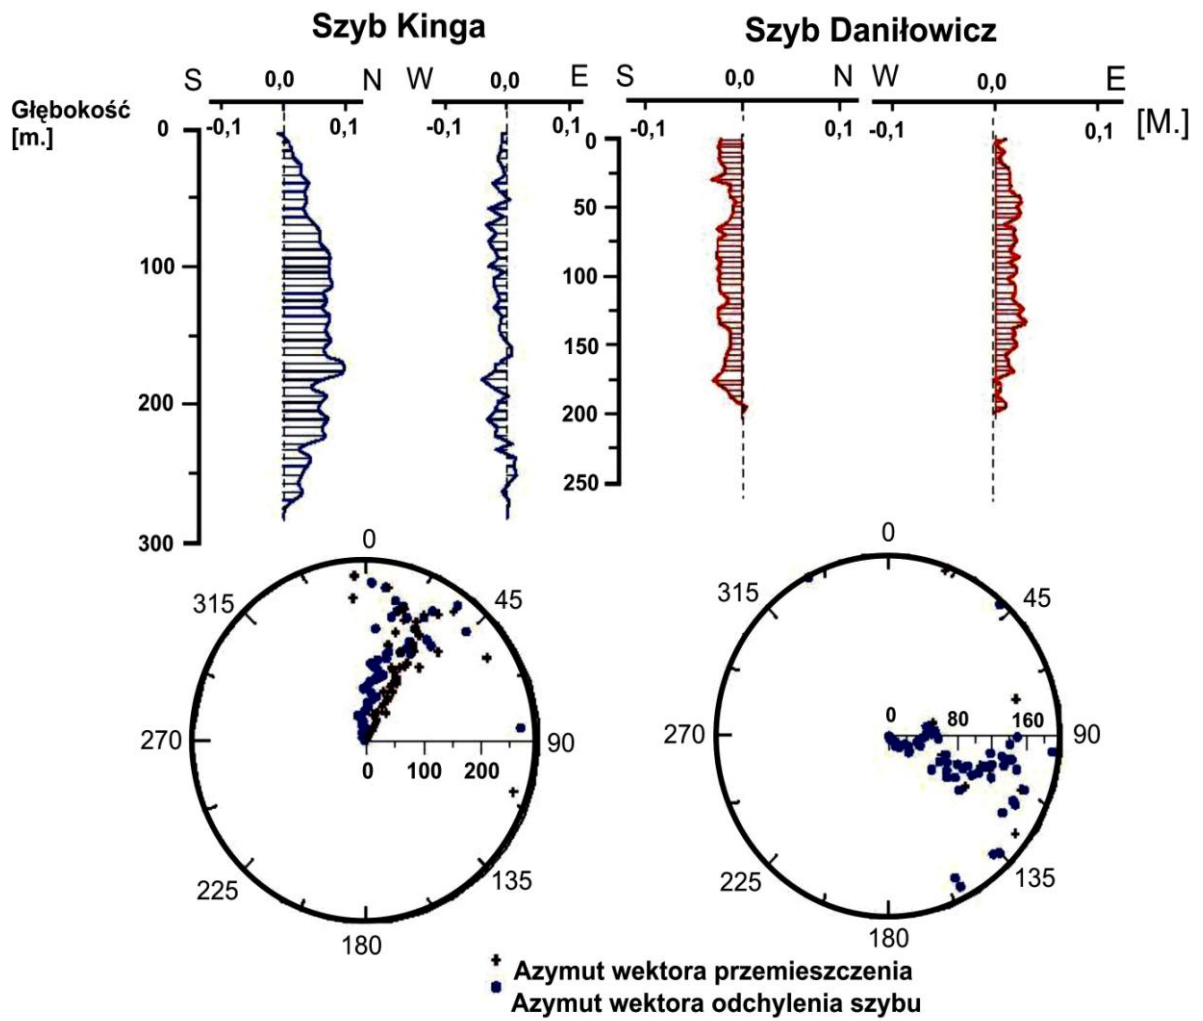 Szyb Kinga
Szyb Daniłowicz
S 0,0 N W 0,0 E
S 0,0 N W 0,0 E
Głębokość
[m.]
-0,1 0,1 -0,1 0,1
-0,1 0,1 -0,1 0,1 [M.]
0
100
200
300
0
50
100
150
200
250
0
315 45
270 90
0 100 200
225 135
180
0
315 45
0 80 160
270 90
225 135
180
Azymut wektora przemieszczenia
Azymut wektora odchylenia szybu